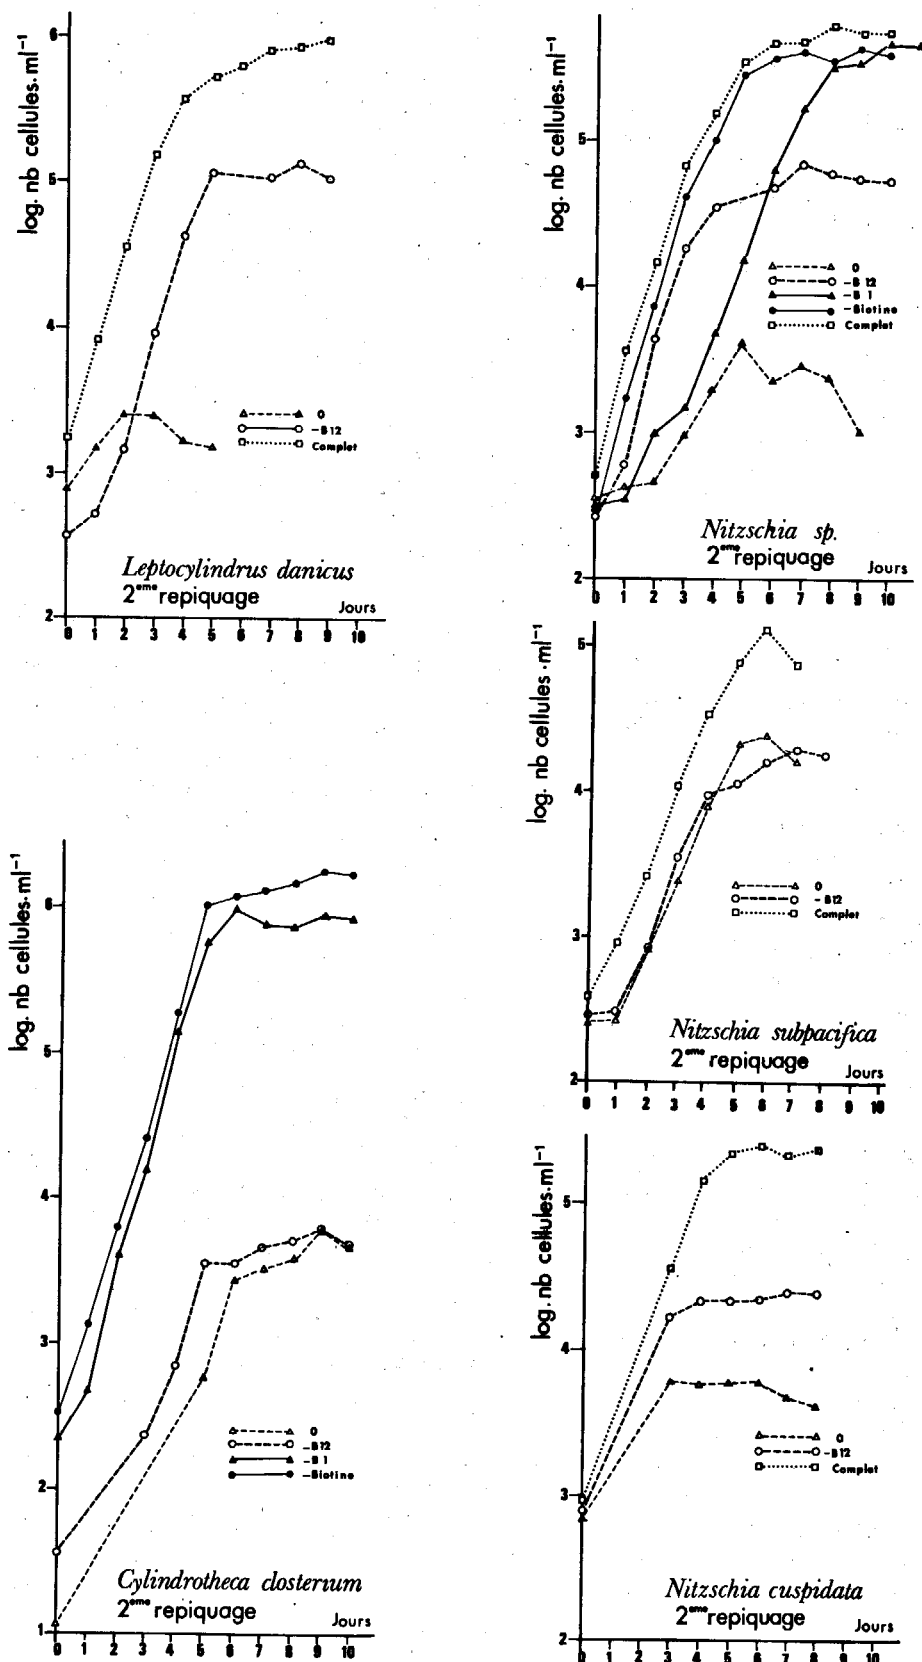 log. nb cellules·ml⁻¹
6
5
4
3
2
0 1 2 3 4 5 6 7 8 9 10
Jours
0
-B12
Complet
Leptocylindrus danicus
2eme repiquage
log. nb cellules·ml⁻¹
5
4
3
2
0 1 2 3 4 5 6 7 8 9 10
Jours
0
-B12
-B1
-Biotine
Complet
Nitzschia sp.
2eme repiquage
log. nb cellules·ml⁻¹
5
4
3
2
0 1 2 3 4 5 6 7 8 9 10
Jours
0
-B12
Complet
Nitzschia subpacifica
2eme repiquage
log. nb cellules·ml⁻¹
6
5
4
3
2
1
0 1 2 3 4 5 6 7 8 9 10
Jours
0
-B12
-B1
-Biotine
Cylindrotheca closterium
2eme repiquage
log. nb cellules·ml⁻¹
5
4
3
2
0 1 2 3 4 5 6 7 8 9 10
Jours
0
-B12
Complet
Nitzschia cuspidata
2eme repiquage